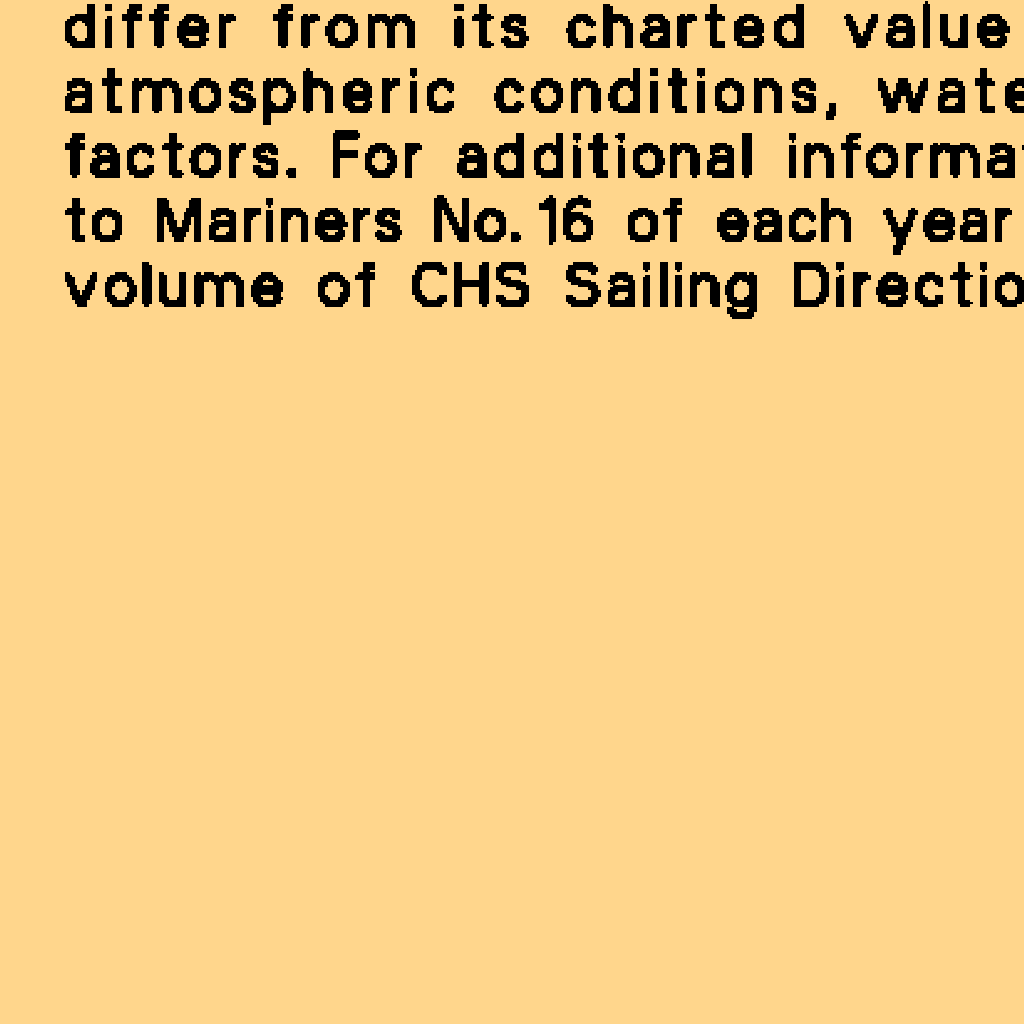 differ from its charted value
atmospheric conditions, wate
factors. For additional informa
to Mariners No. 16 of each year
volume of CHS Sailing Directio